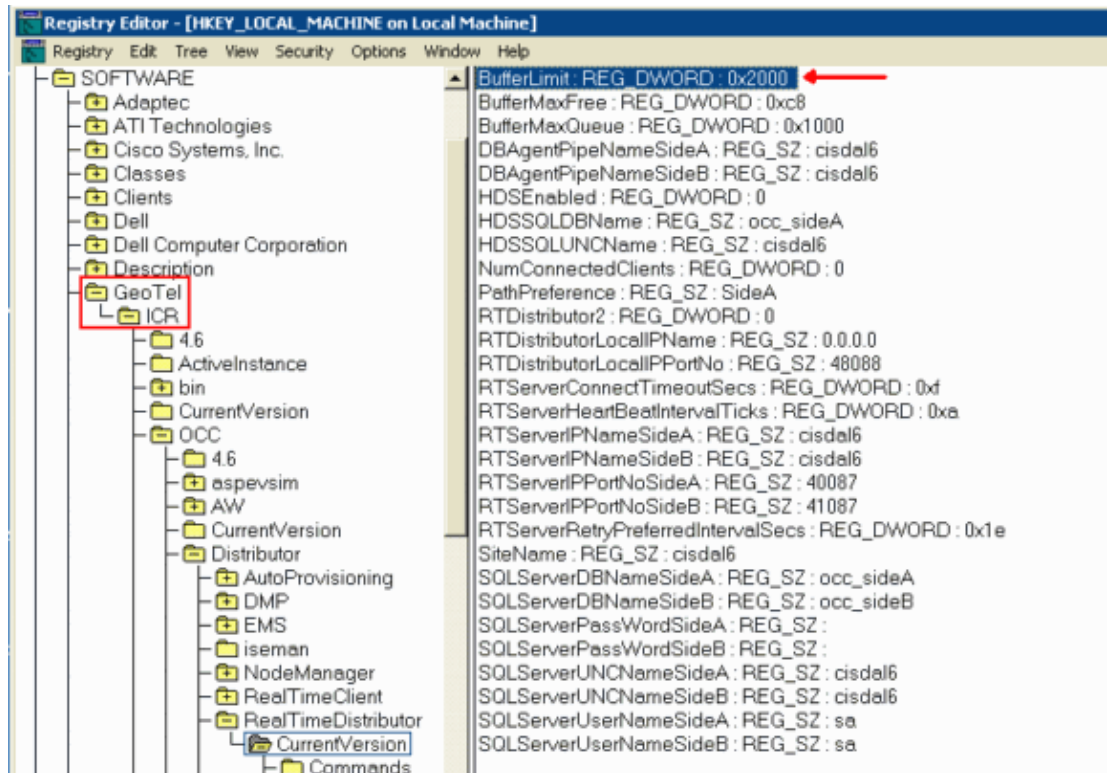 Registry Editor - [HKEY_LOCAL_MACHINE on Local Machine]
Registry Edit Tree View Security Options Window Help
SOFTWARE
Adaptec
ATI Technologies
Cisco Systems, Inc.
Classes
Clients
Dell
Dell Computer Corporation
Description
GeoTel
ICR
4.6
ActiveInstance
bin
CurrentVersion
OCC
4.6
aspevsim
AW
CurrentVersion
Distributor
AutoProvisioning
DMP
EMS
iseman
NodeManager
RealTimeClient
RealTimeDistributor
CurrentVersion
Commands
BufferLimit : REG_DWORD : 0x2000
BufferMaxFree : REG_DWORD : 0xc8
BufferMaxQueue : REG_DWORD : 0x1000
DBAgentPipeNameSideA : REG_SZ : cisdal6
DBAgentPipeNameSideB : REG_SZ : cisdal6
HDSEnabled : REG_DWORD : 0
HDSSQLDBName : REG_SZ : occ_sideA
HDSSQLUNCName : REG_SZ : cisdal6
NumConnectedClients : REG_DWORD : 0
PathPreference : REG_SZ : SideA
RTDistributor2 : REG_DWORD : 0
RTDistributorLocalIPName : REG_SZ : 0.0.0.0
RTDistributorLocalIPPortNo : REG_SZ : 48088
RTServerConnectTimeoutSecs : REG_DWORD : 0xf
RTServerHeartBeatIntervalTicks : REG_DWORD : 0xa
RTServerIPNameSideA : REG_SZ : cisdal6
RTServerIPNameSideB : REG_SZ : cisdal6
RTServerIPPortNoSideA : REG_SZ : 40087
RTServerIPPortNoSideB : REG_SZ : 41087
RTServerRetryPreferredIntervalSecs : REG_DWORD : 0x1e
SiteName : REG_SZ : cisdal6
SQLServerDBNameSideA : REG_SZ : occ_sideA
SQLServerDBNameSideB : REG_SZ : occ_sideB
SQLServerPassWordSideA : REG_SZ :
SQLServerPassWordSideB : REG_SZ :
SQLServerUNCNameSideA : REG_SZ : cisdal6
SQLServerUNCNameSideB : REG_SZ : cisdal6
SQLServerUserNameSideA : REG_SZ : sa
SQLServerUserNameSideB : REG_SZ : sa